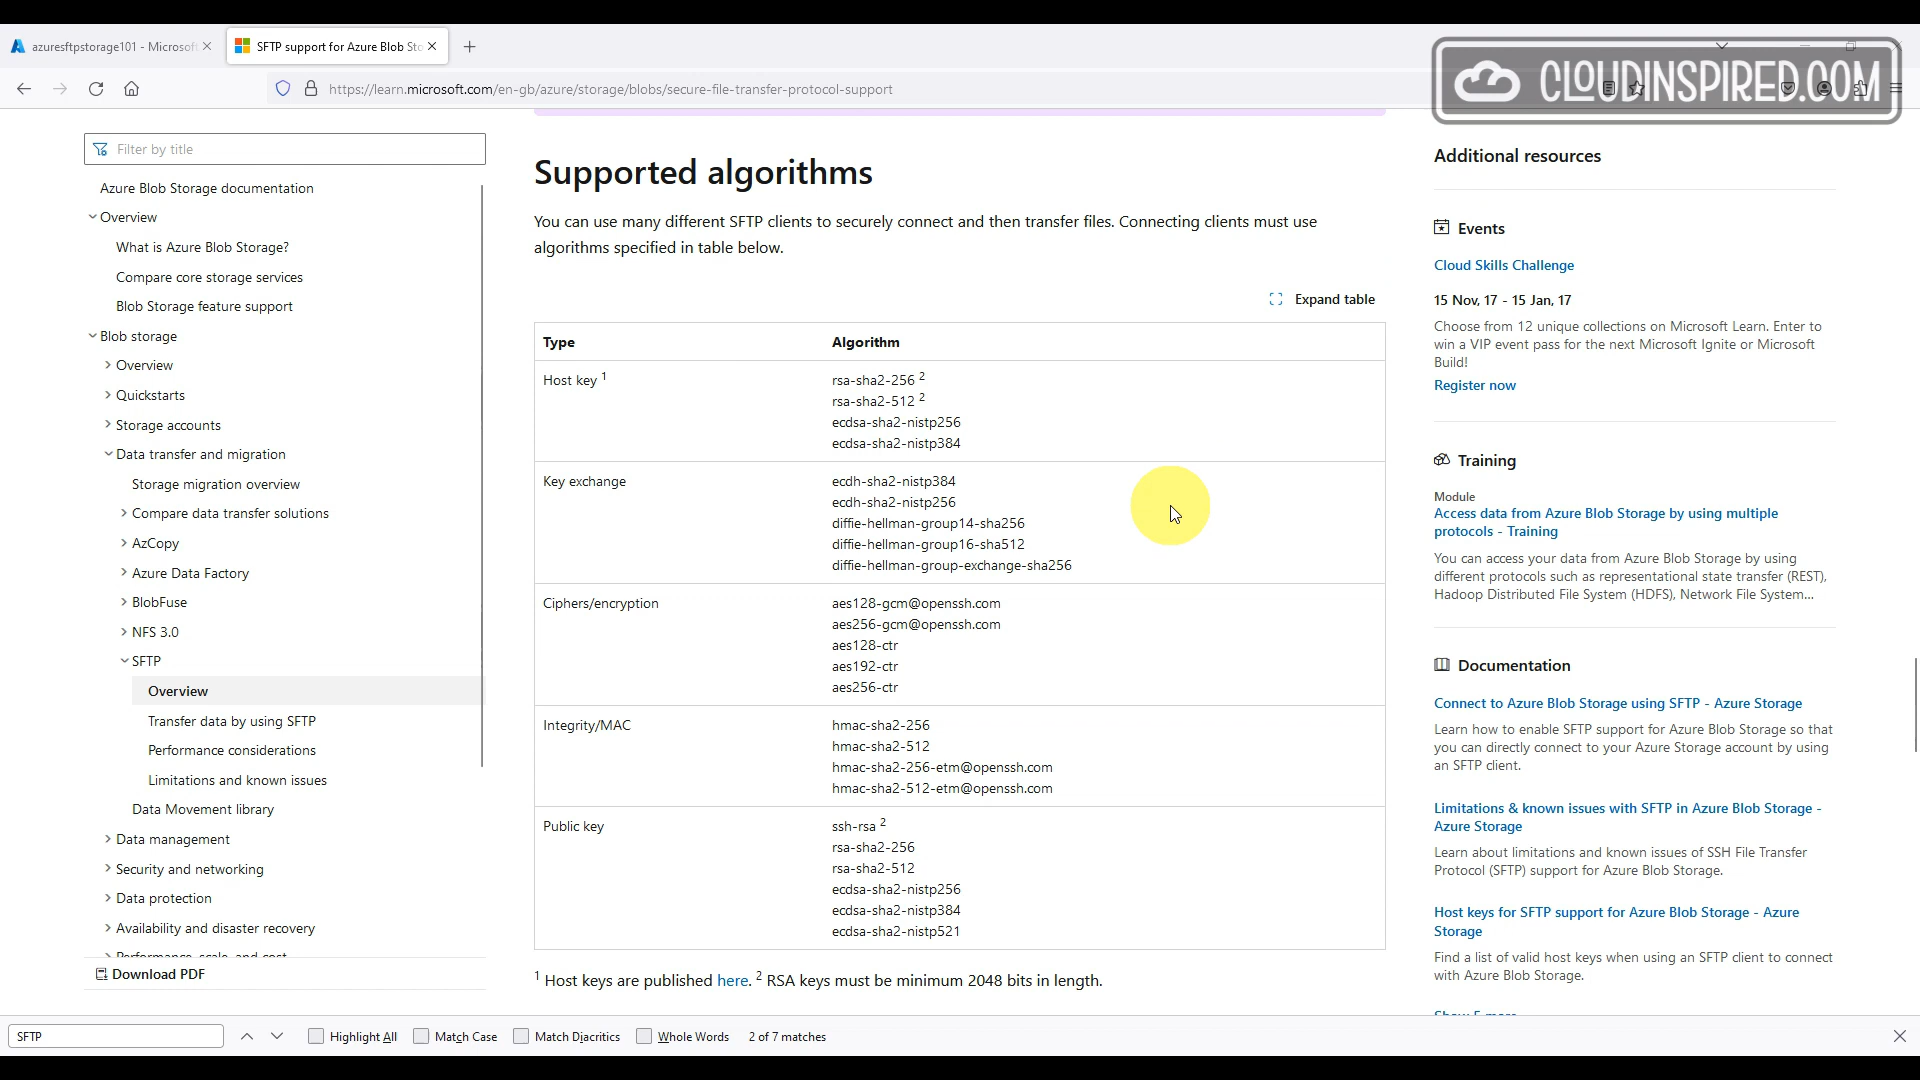 azuresftpstorage101 - Microsof
SFTP support for Azure Blob Sto
https://learn.microsoft.com/en-gb/azure/storage/blobs/secure-file-transfer-protocol-support
CLOUDINSPIRED.COM
Filter by title
Azure Blob Storage documentation
Overview
What is Azure Blob Storage?
Compare core storage services
Blob Storage feature support
Blob storage
Overview
Quickstarts
Storage accounts
Data transfer and migration
Storage migration overview
Compare data transfer solutions
AzCopy
Azure Data Factory
BlobFuse
NFS 3.0
SFTP
Overview
Transfer data by using SFTP
Performance considerations
Limitations and known issues
Data Movement library
Data management
Security and networking
Data protection
Availability and disaster recovery
Performance, scale, and cost
Download PDF
Supported algorithms
You can use many different SFTP clients to securely connect and then transfer files. Connecting clients must use
algorithms specified in table below.
Expand table
Type Algorithm
Host key 1 rsa-sha2-256 2
rsa-sha2-512 2
ecdsa-sha2-nistp256
ecdsa-sha2-nistp384
Key exchange ecdh-sha2-nistp384
ecdh-sha2-nistp256
diffie-hellman-group14-sha256
diffie-hellman-group16-sha512
diffie-hellman-group-exchange-sha256
Ciphers/encryption aes128-gcm@openssh.com
aes256-gcm@openssh.com
aes128-ctr
aes192-ctr
aes256-ctr
Integrity/MAC hmac-sha2-256
hmac-sha2-512
hmac-sha2-256-etm@openssh.com
hmac-sha2-512-etm@openssh.com
Public key ssh-rsa 2
rsa-sha2-256
rsa-sha2-512
ecdsa-sha2-nistp256
ecdsa-sha2-nistp384
ecdsa-sha2-nistp521
1 Host keys are published here. 2 RSA keys must be minimum 2048 bits in length.
Additional resources
Events
Cloud Skills Challenge
15 Nov, 17 - 15 Jan, 17
Choose from 12 unique collections on Microsoft Learn. Enter to
win a VIP event pass for the next Microsoft Ignite or Microsoft
Build!
Register now
Training
Module
Access data from Azure Blob Storage by using multiple
protocols - Training
You can access your data from Azure Blob Storage by using
different protocols such as representational state transfer (REST),
Hadoop Distributed File System (HDFS), Network File System...
Documentation
Connect to Azure Blob Storage using SFTP - Azure Storage
Learn how to enable SFTP support for Azure Blob Storage so that
you can directly connect to your Azure Storage account by using
an SFTP client.
Limitations & known issues with SFTP in Azure Blob Storage -
Azure Storage
Learn about limitations and known issues of SSH File Transfer
Protocol (SFTP) support for Azure Blob Storage.
Host keys for SFTP support for Azure Blob Storage - Azure
Storage
Find a list of valid host keys when using an SFTP client to connect
with Azure Blob Storage.
Show 5 more
SFTP
Highlight All
Match Case
Match Diacritics
Whole Words
2 of 7 matches